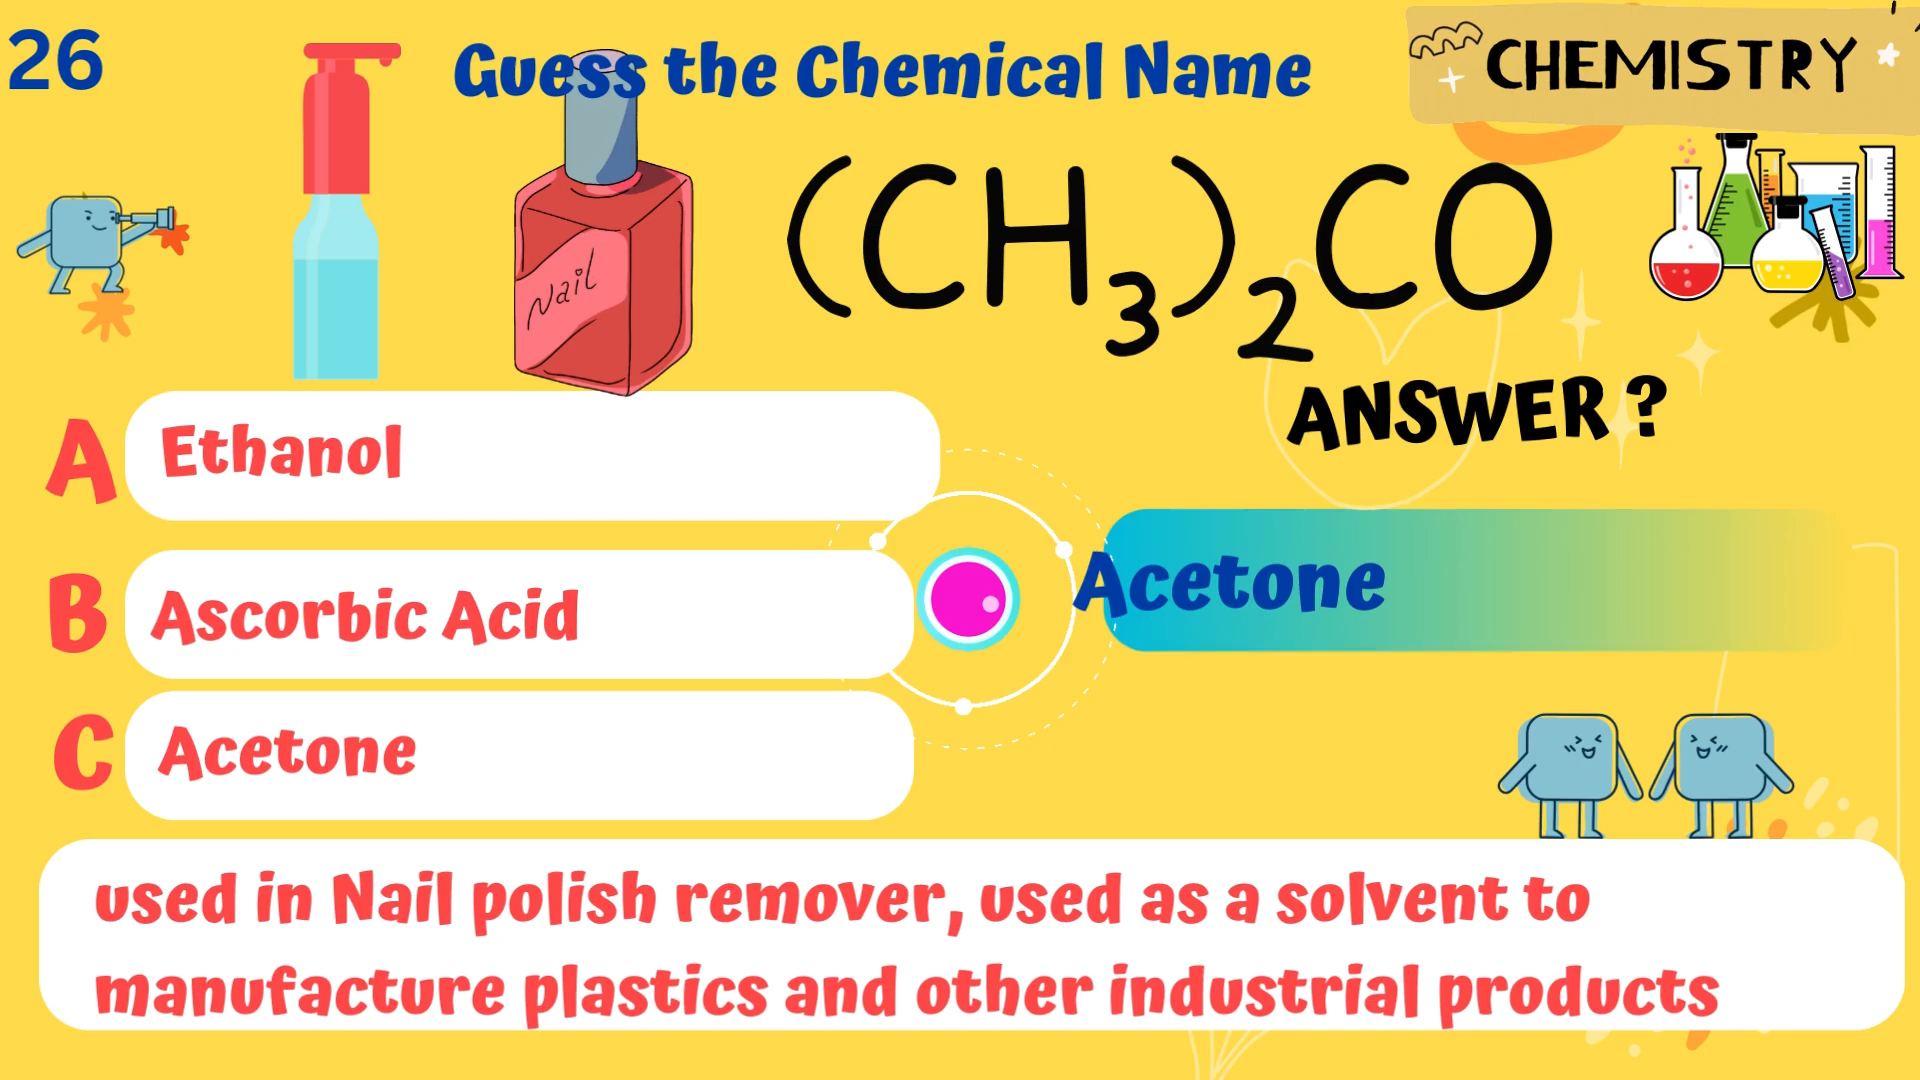 26
Guess the Chemical Name
CHEMISTRY
Nail
(CH₃)₂CO
ANSWER ?
A Ethanol
B Ascorbic Acid
C Acetone
Acetone
used in Nail polish remover, used as a solvent to
manufacture plastics and other industrial products